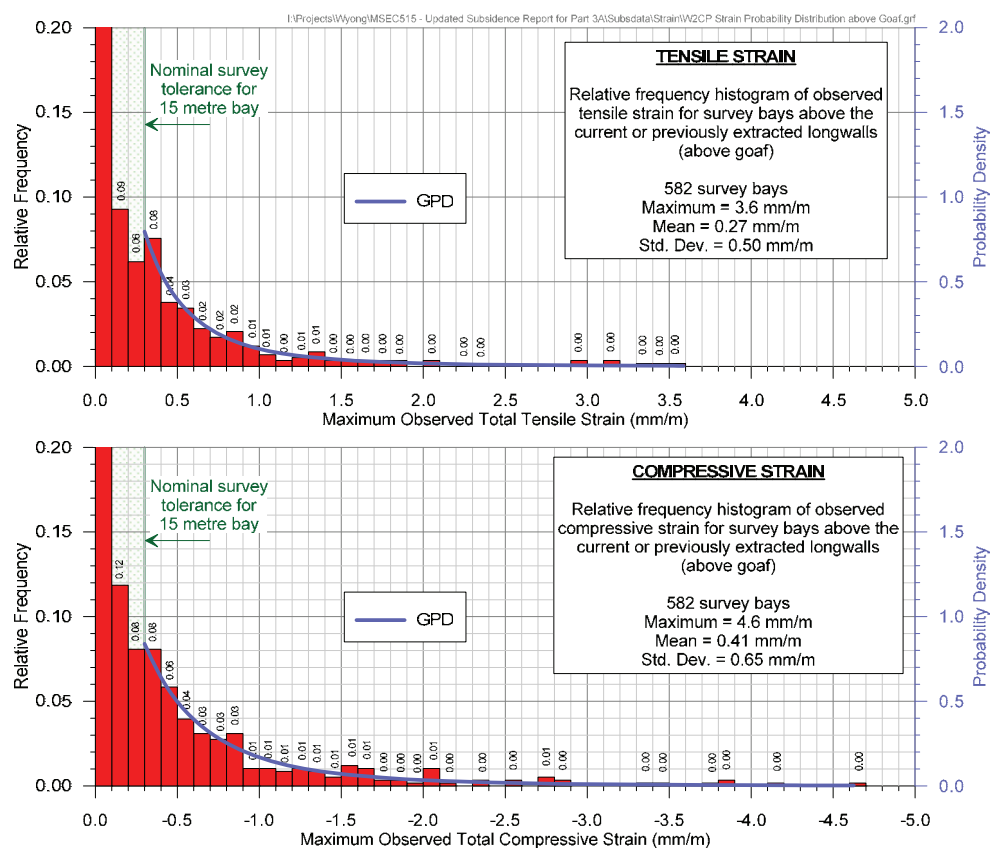 I:\Projects\Wyong\MSEC515 - Updated Subsidence Report for Part 3A\Subsdata\Strain\W2CP Strain Probability Distribution above Goaf.grf
0.20
2.0
Nominal survey
tolerance for
15 metre bay
TENSILE STRAIN
Relative frequency histogram of observed
tensile strain for survey bays above the
current or previously extracted longwalls
(above goaf)
582 survey bays
Maximum = 3.6 mm/m
Mean = 0.27 mm/m
Std. Dev. = 0.50 mm/m
0.15
1.5
Relative Frequency
Probability Density
GPD
0.10
1.0
0.05
0.5
0.00
0.0
0.09 0.06 0.08 0.04 0.03 0.02 0.02 0.02 0.01 0.01 0.00 0.01 0.01 0.00 0.00 0.00 0.00 0.00 0.00 0.00 0.00 0.00 0.00 0.00 0.00 0.00
0.0 0.5 1.0 1.5 2.0 2.5 3.0 3.5 -4.0 -4.5 5.0
Maximum Observed Total Tensile Strain (mm/m)
0.20
2.0
Nominal survey
tolerance for
15 metre bay
COMPRESSIVE STRAIN
Relative frequency histogram of observed
compressive strain for survey bays above the
current or previously extracted longwalls
(above goaf)
582 survey bays
Maximum = 4.6 mm/m
Mean = 0.41 mm/m
Std. Dev. = 0.65 mm/m
0.15
1.5
Relative Frequency
Probability Density
GPD
0.10
1.0
0.05
0.5
0.00
0.0
0.12 0.08 0.08 0.06 0.04 0.03 0.03 0.03 0.01 0.01 0.01 0.01 0.01 0.01 0.01 0.01 0.00 0.00 0.00 0.01 0.00 0.00 0.00 0.01 0.00 0.00 0.00 0.00 0.00 0.00 0.00
0.0 -0.5 -1.0 -1.5 -2.0 -2.5 -3.0 -3.5 -4.0 -4.5 -5.0
Maximum Observed Total Compressive Strain (mm/m)